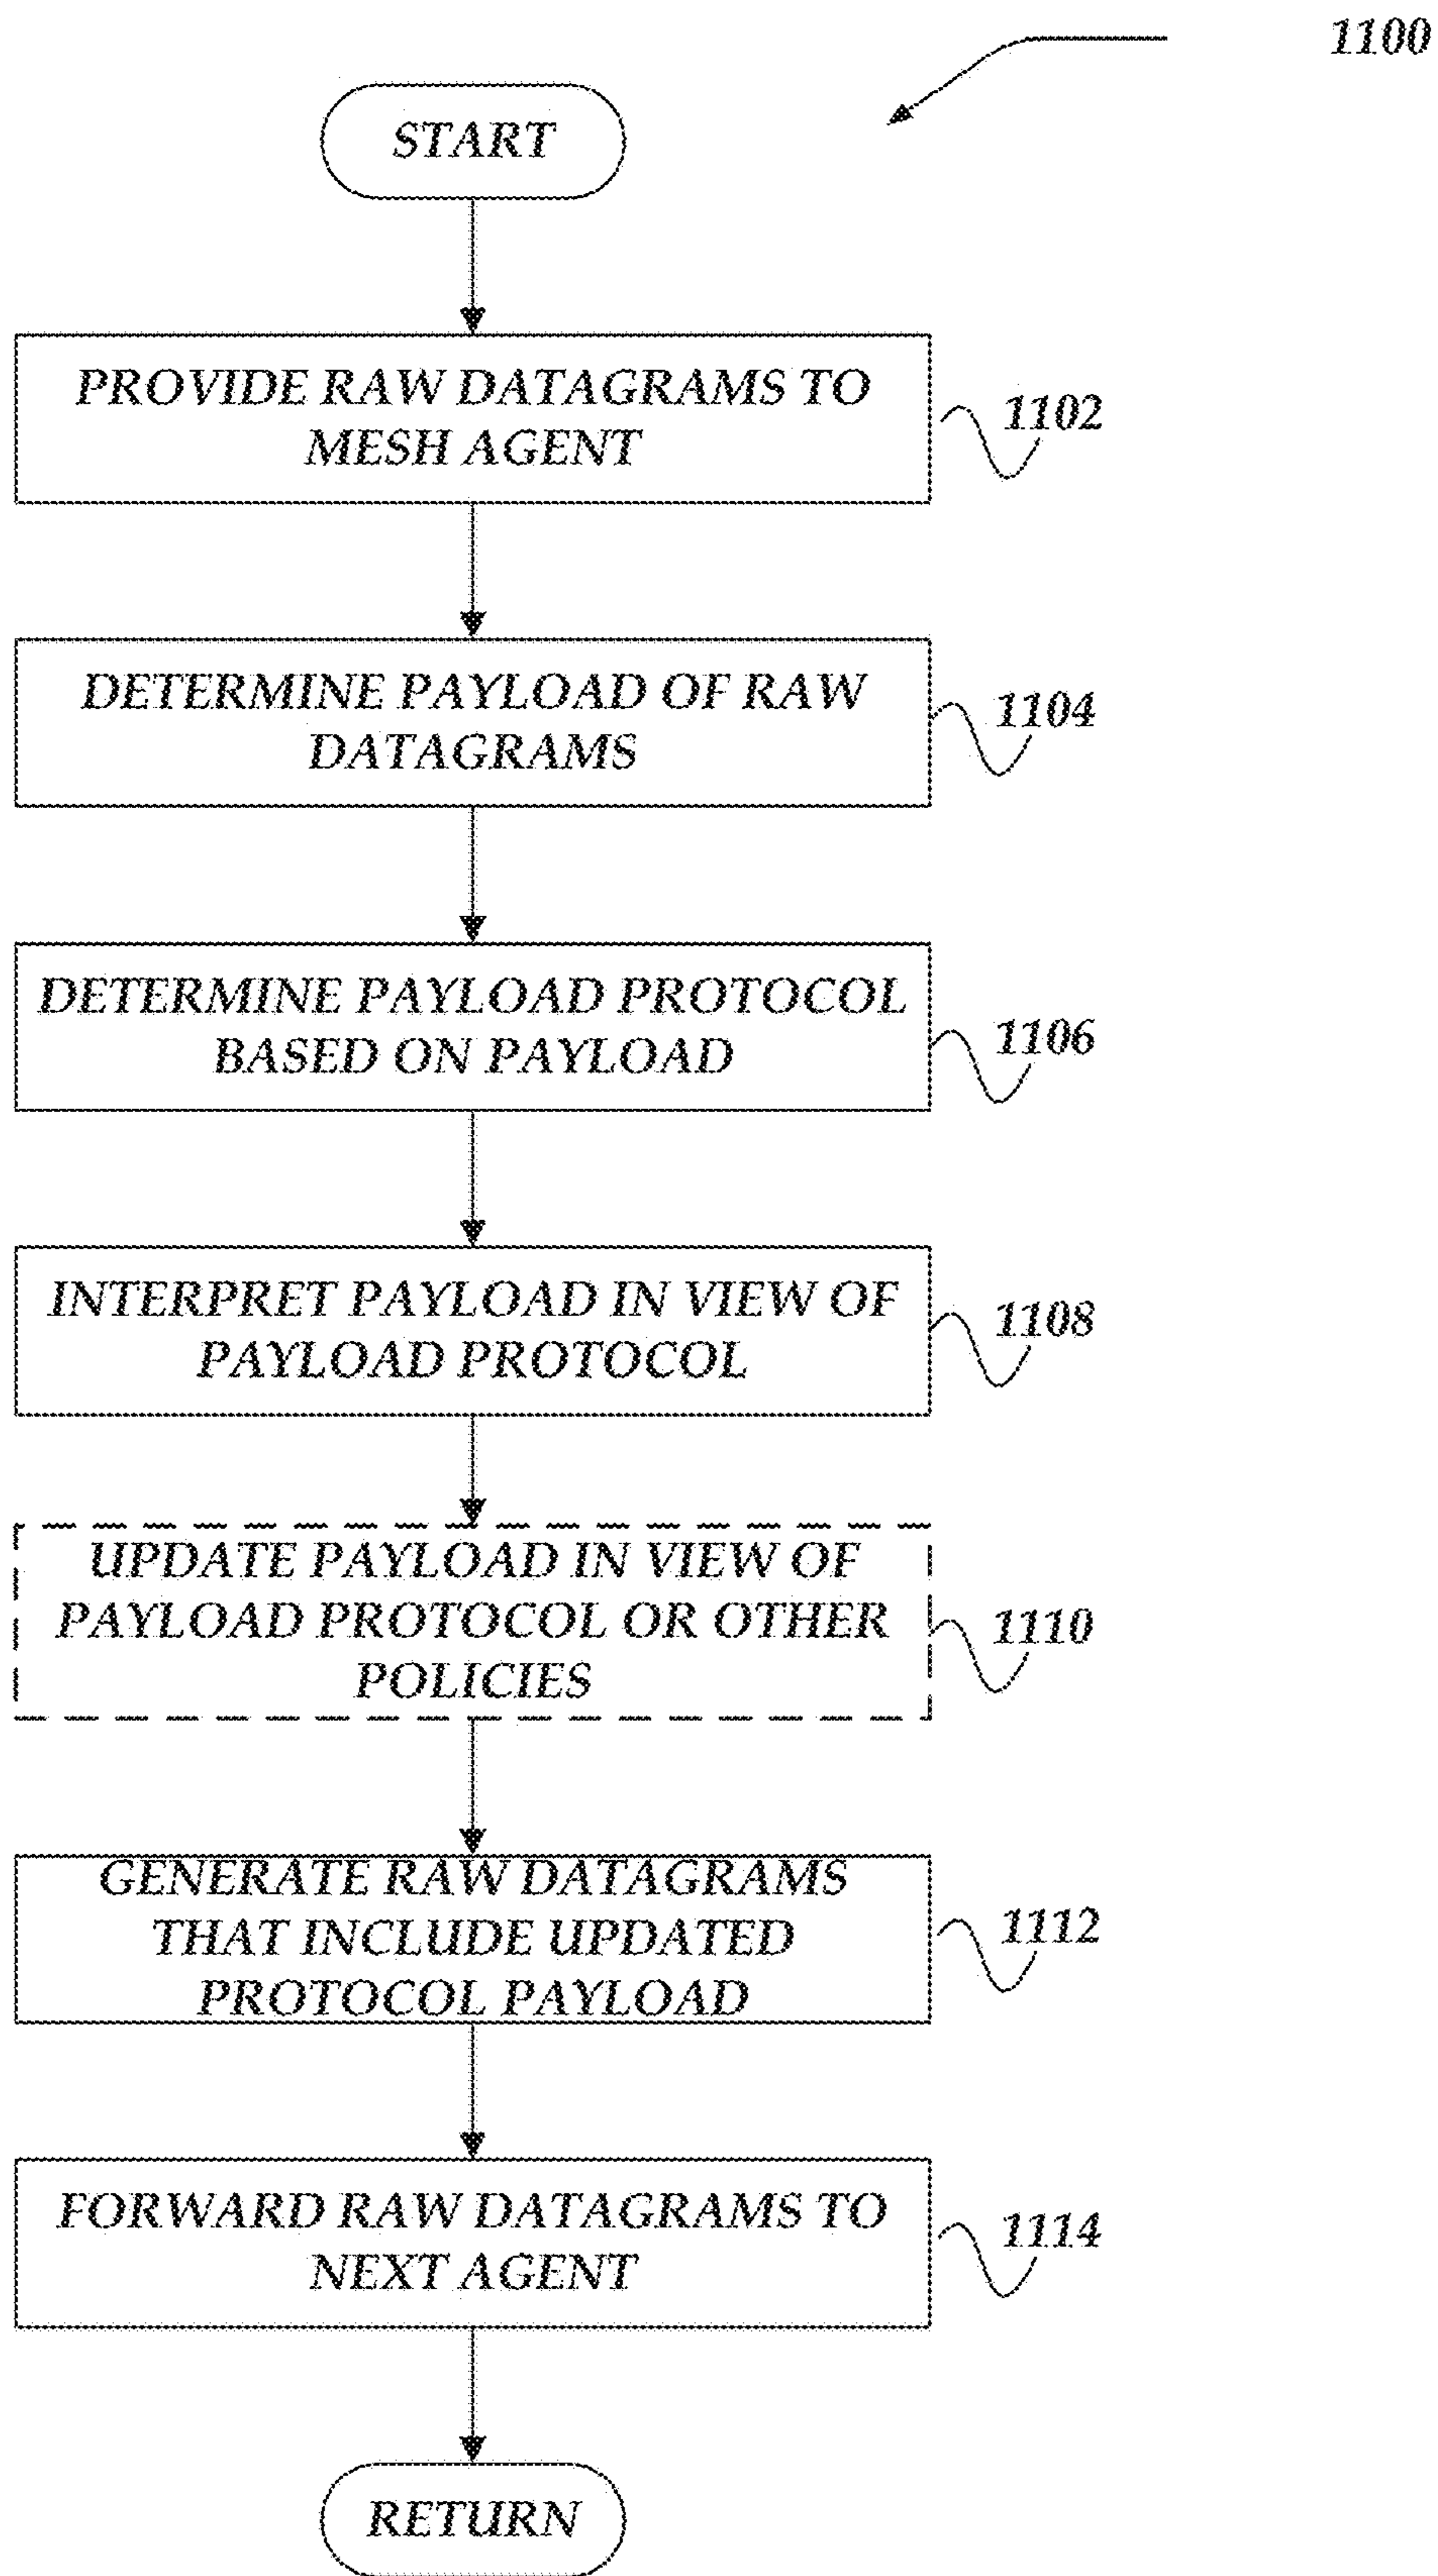 1100
START
PROVIDE RAW DATAGRAMS TO
MESH AGENT
1102
DETERMINE PAYLOAD OF RAW
DATAGRAMS
1104
DETERMINE PAYLOAD PROTOCOL
BASED ON PAYLOAD
1106
INTERPRET PAYLOAD IN VIEW OF
PAYLOAD PROTOCOL
1108
UPDATE PAYLOAD IN VIEW OF
PAYLOAD PROTOCOL OR OTHER
POLICIES
1110
GENERATE RAW DATAGRAMS
THAT INCLUDE UPDATED
PROTOCOL PAYLOAD
1112
FORWARD RAW DATAGRAMS TO
NEXT AGENT
1114
RETURN